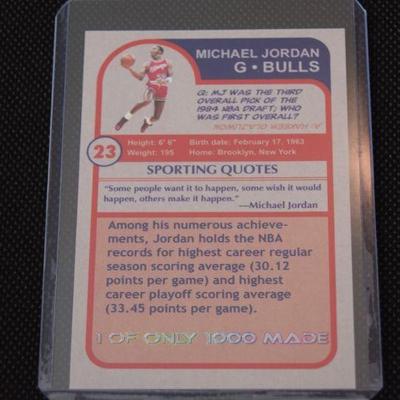 MICHAEL JORDAN
G • BULLS
Q: MJ WAS THE THIRD
OVERALL PICK OF THE
1984 NBA DRAFT; WHO
WAS FIRST OVERALL?
A: HAKEEM OLAJUWON
23
Height: 6' 6" Birth date: February 17, 1963
Weight: 195 Home: Brooklyn, New York
SPORTING QUOTES
"Some people want it to happen, some wish it would
happen, others make it happen."
—Michael Jordan
Among his numerous achieve-
ments, Jordan holds the NBA
records for highest career regular
season scoring average (30.12
points per game) and highest
career playoff scoring average
(33.45 points per game).
1 OF ONLY 1000 MADE